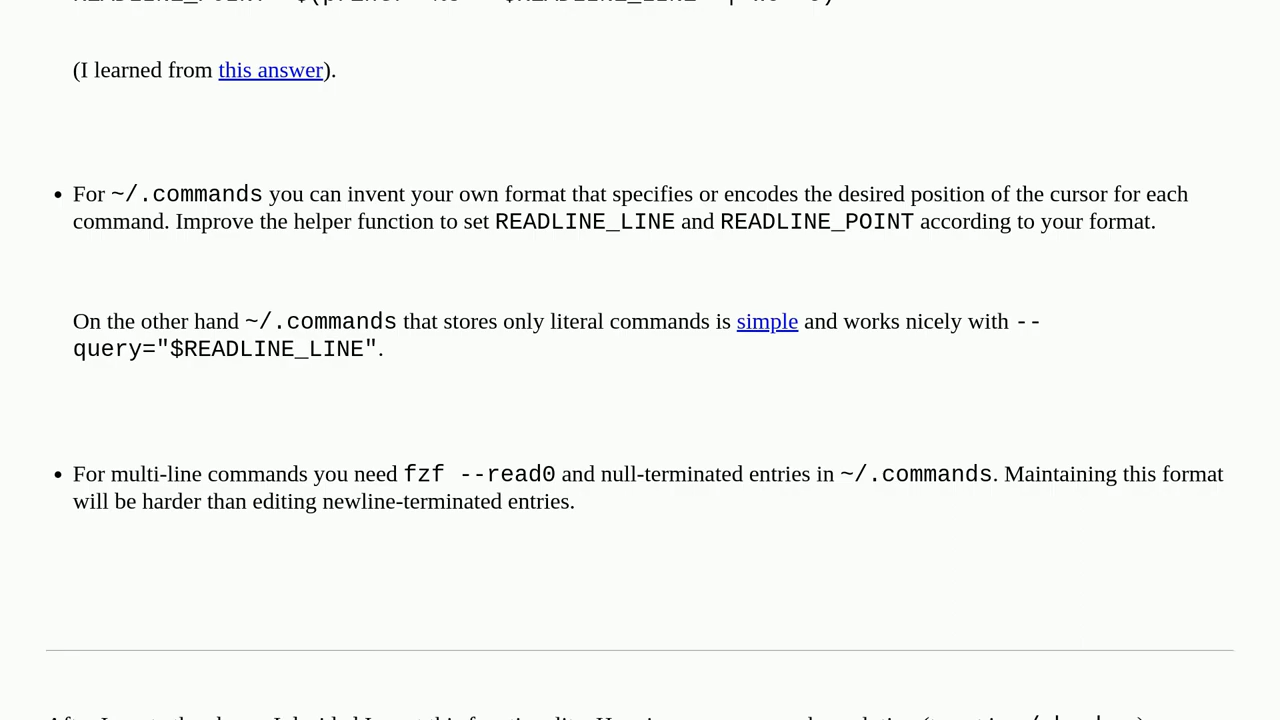 (I learned from this answer).
• For ~/.commands you can invent your own format that specifies or encodes the desired position of the cursor for each
command. Improve the helper function to set READLINE_LINE and READLINE_POINT according to your format.
On the other hand ~/.commands that stores only literal commands is simple and works nicely with --
query="$READLINE_LINE".
• For multi-line commands you need fzf --read0 and null-terminated entries in ~/.commands. Maintaining this format
will be harder than editing newline-terminated entries.